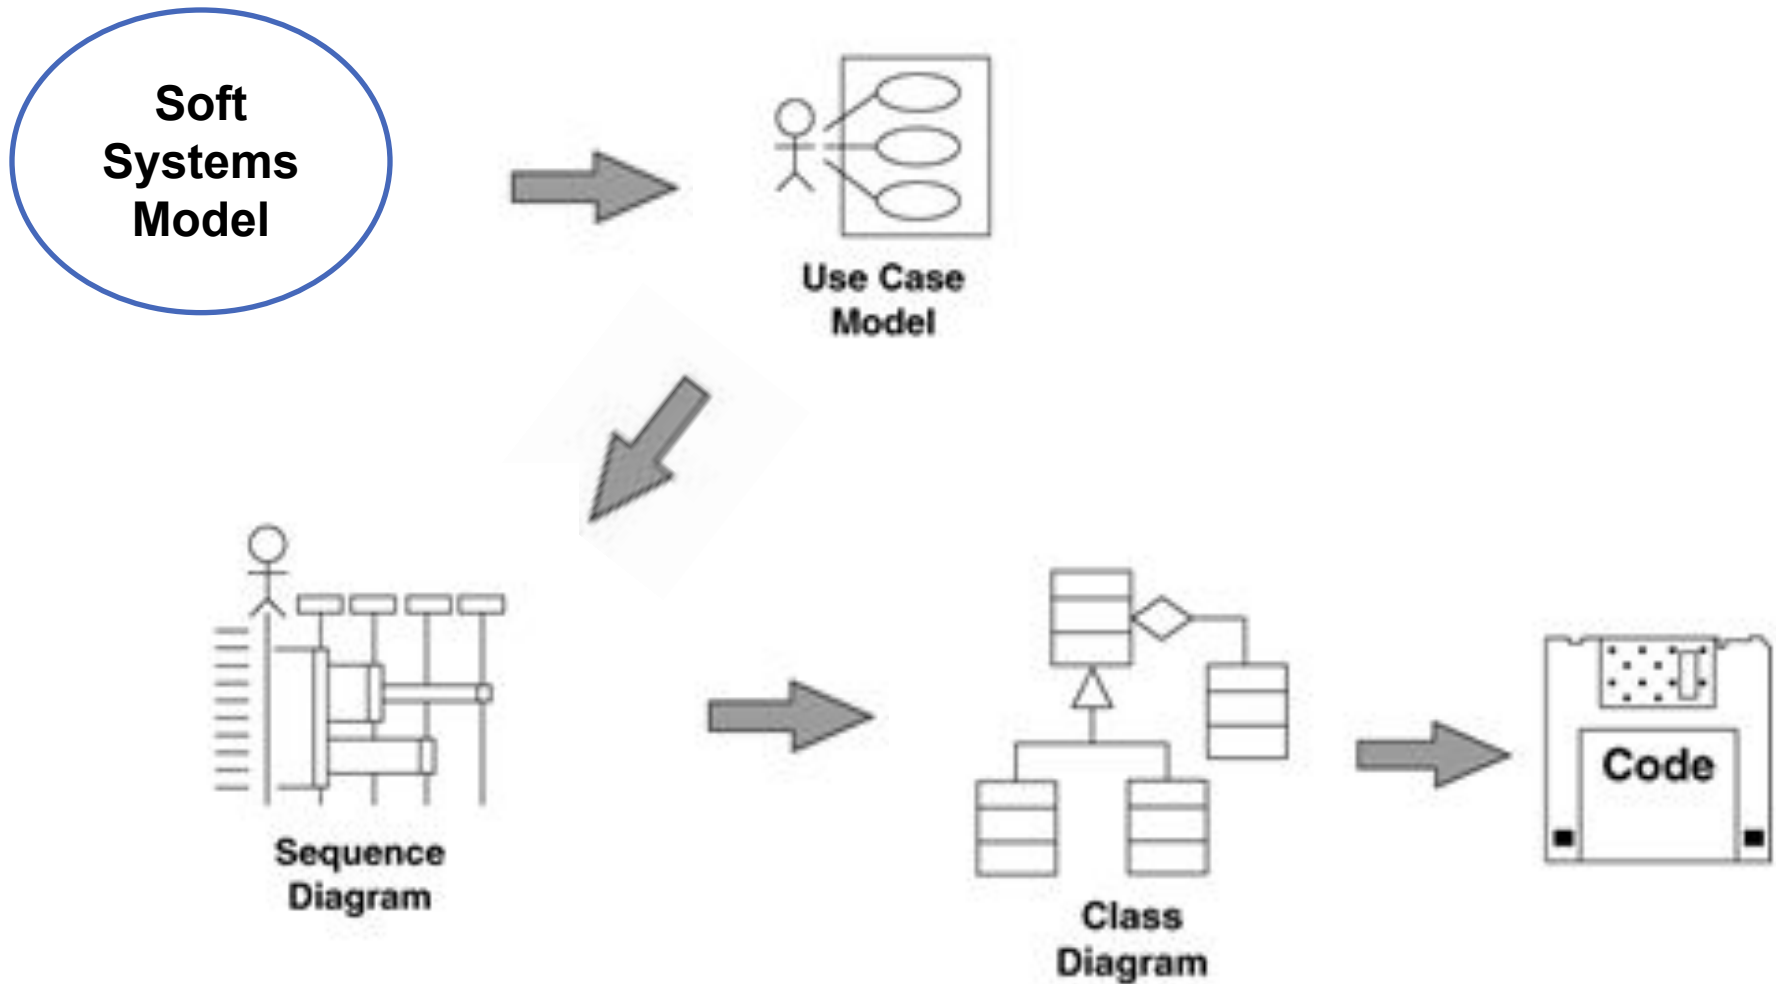 Soft
Systems
Model
Use Case
Model
Sequence
Diagram
Class
Diagram
Code